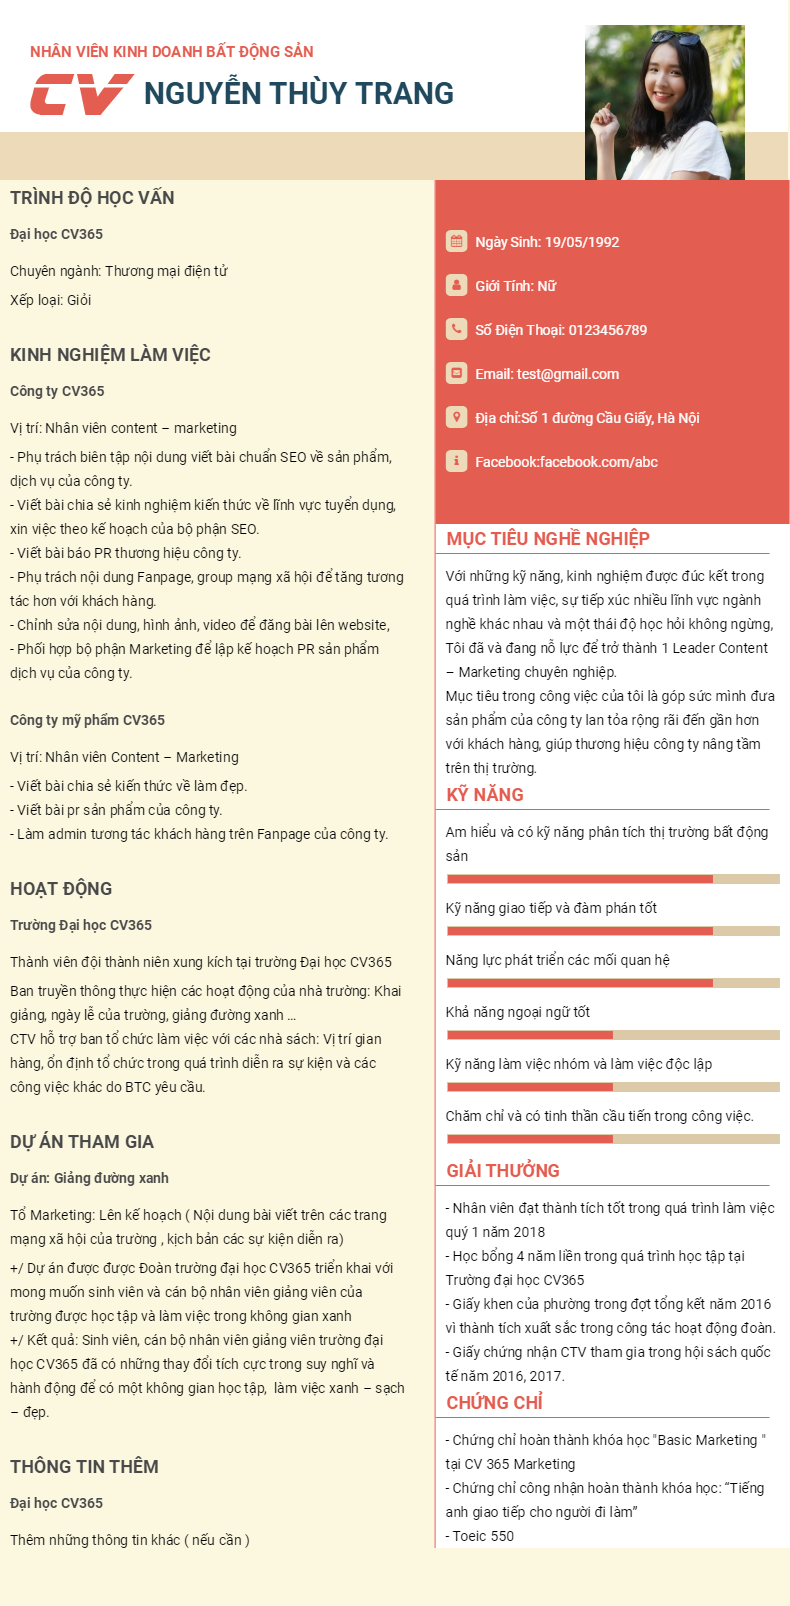 NHÂN VIÊN KINH DOANH BẤT ĐỘNG SẢN
CV NGUYỄN THÙY TRANG
TRÌNH ĐỘ HỌC VẤN
Đại học CV365
Chuyên ngành: Thương mại điện tử
Xếp loại: Giỏi
KINH NGHIỆM LÀM VIỆC
Công ty CV365
Vị trí: Nhân viên content – marketing
- Phụ trách biên tập nội dung viết bài chuẩn SEO về sản phẩm,
dịch vụ của công ty.
- Viết bài chia sẻ kinh nghiệm kiến thức về lĩnh vực tuyển dụng,
xin việc theo kế hoạch của bộ phận SEO.
- Viết bài báo PR thương hiệu công ty.
- Phụ trách nội dung Fanpage, group mạng xã hội để tăng tương
tác hơn với khách hàng.
- Chỉnh sửa nội dung, hình ảnh, video để đăng bài lên website,
- Phối hợp bộ phận Marketing để lập kế hoạch PR sản phẩm
dịch vụ của công ty.
Công ty mỹ phẩm CV365
Vị trí: Nhân viên Content – Marketing
- Viết bài chia sẻ kiến thức về làm đẹp.
- Viết bài pr sản phẩm của công ty.
- Làm admin tương tác khách hàng trên Fanpage của công ty.
HOẠT ĐỘNG
Trường Đại học CV365
Thành viên đội thành niên xung kích tại trường Đại học CV365
Ban truyền thông thực hiện các hoạt động của nhà trường: Khai
giảng, ngày lễ của trường, giảng đường xanh ...
CTV hỗ trợ ban tổ chức làm việc với các nhà sách: Vị trí gian
hàng, ổn định tổ chức trong quá trình diễn ra sự kiện và các
công việc khác do BTC yêu cầu.
DỰ ÁN THAM GIA
Dự án: Giảng đường xanh
Tổ Marketing: Lên kế hoạch ( Nội dung bài viết trên các trang
mạng xã hội của trường , kịch bản các sự kiện diễn ra)
+/ Dự án được được Đoàn trường đại học CV365 triển khai với
mong muốn sinh viên và cán bộ nhân viên giảng viên của
trường được học tập và làm việc trong không gian xanh
+/ Kết quả: Sinh viên, cán bộ nhân viên giảng viên trường đại
học CV365 đã có những thay đổi tích cực trong suy nghĩ và
hành động để có một không gian học tập,  làm việc xanh – sạch
– đẹp.
THÔNG TIN THÊM
Đại học CV365
Thêm những thông tin khác ( nếu cần )
Ngày Sinh: 19/05/1992
Giới Tính: Nữ
Số Điện Thoại: 0123456789
Email: test@gmail.com
Địa chỉ:Số 1 đường Cầu Giấy, Hà Nội
Facebook:facebook.com/abc
MỤC TIÊU NGHỀ NGHIỆP
Với những kỹ năng, kinh nghiệm được đúc kết trong
quá trình làm việc, sự tiếp xúc nhiều lĩnh vực ngành
nghề khác nhau và một thái độ học hỏi không ngừng,
Tôi đã và đang nỗ lực để trở thành 1 Leader Content
– Marketing chuyên nghiệp.
Mục tiêu trong công việc của tôi là góp sức mình đưa
sản phẩm của công ty lan tỏa rộng rãi đến gần hơn
với khách hàng, giúp thương hiệu công ty nâng tầm
trên thị trường.
KỸ NĂNG
Am hiểu và có kỹ năng phân tích thị trường bất động
sản
Kỹ năng giao tiếp và đàm phán tốt
Năng lực phát triển các mối quan hệ
Khả năng ngoại ngữ tốt
Kỹ năng làm việc nhóm và làm việc độc lập
Chăm chỉ và có tinh thần cầu tiến trong công việc.
GIẢI THƯỞNG
- Nhân viên đạt thành tích tốt trong quá trình làm việc
quý 1 năm 2018
- Học bổng 4 năm liền trong quá trình học tập tại
Trường đại học CV365
- Giấy khen của phường trong đợt tổng kết năm 2016
vì thành tích xuất sắc trong công tác hoạt động đoàn.
- Giấy chứng nhận CTV tham gia trong hội sách quốc
tế năm 2016, 2017.
CHỨNG CHỈ
- Chứng chỉ hoàn thành khóa học "Basic Marketing "
tại CV 365 Marketing
- Chứng chỉ công nhận hoàn thành khóa học: “Tiếng
anh giao tiếp cho người đi làm”
- Toeic 550